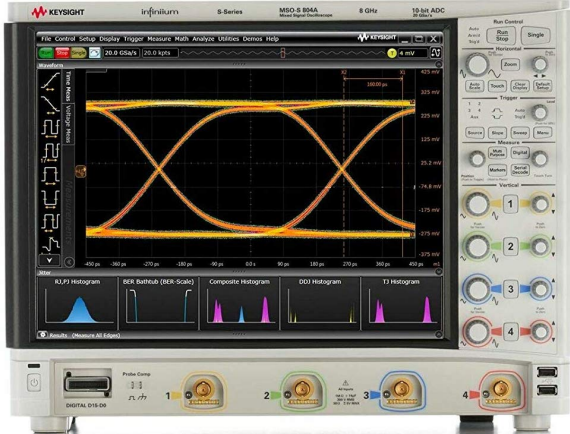 KEYSIGHT infiniium S-Series MSO-S 804A 8 GHz 10-bit ADC
Mixed Signal Oscilloscope 20 GSa/s
File Control Setup Display Trigger Measure Math Analyze Utilities Demos Help KEYSIGHT
20.0 GSa/s 20.0 kpts 4 mV
Waveform
Time Meas
Voltage Meas
425 mV
325 mV
225 mV
125 mV
25.2 mV
-74.8 mV
-175 mV
-275 mV
-375 mV
100.00 ps
-450 ps -360 ps -270 ps -180 ps -90 ps 0.0 s 90 ps 180 ps 270 ps 360 ps 450 ps
Jitter
RJ,PJ Histogram BER Bathtub (BER-Scale) Composite Histogram DDJ Histogram TJ Histogram
Results (Measure All Edges)
Run Control
Auto
Run Stop
Single
Horizontal
Zoom
Auto Scale
Touch
Clear Display
Default Setup
Trigger
Source Slope Sweep Menu
Measure
Multi Purpose
Digital
Markers
Serial Decode
Vertical
1
2
3
4
Probe Comp
DIGITAL D15-D0
1 2 All Inputs 3 4